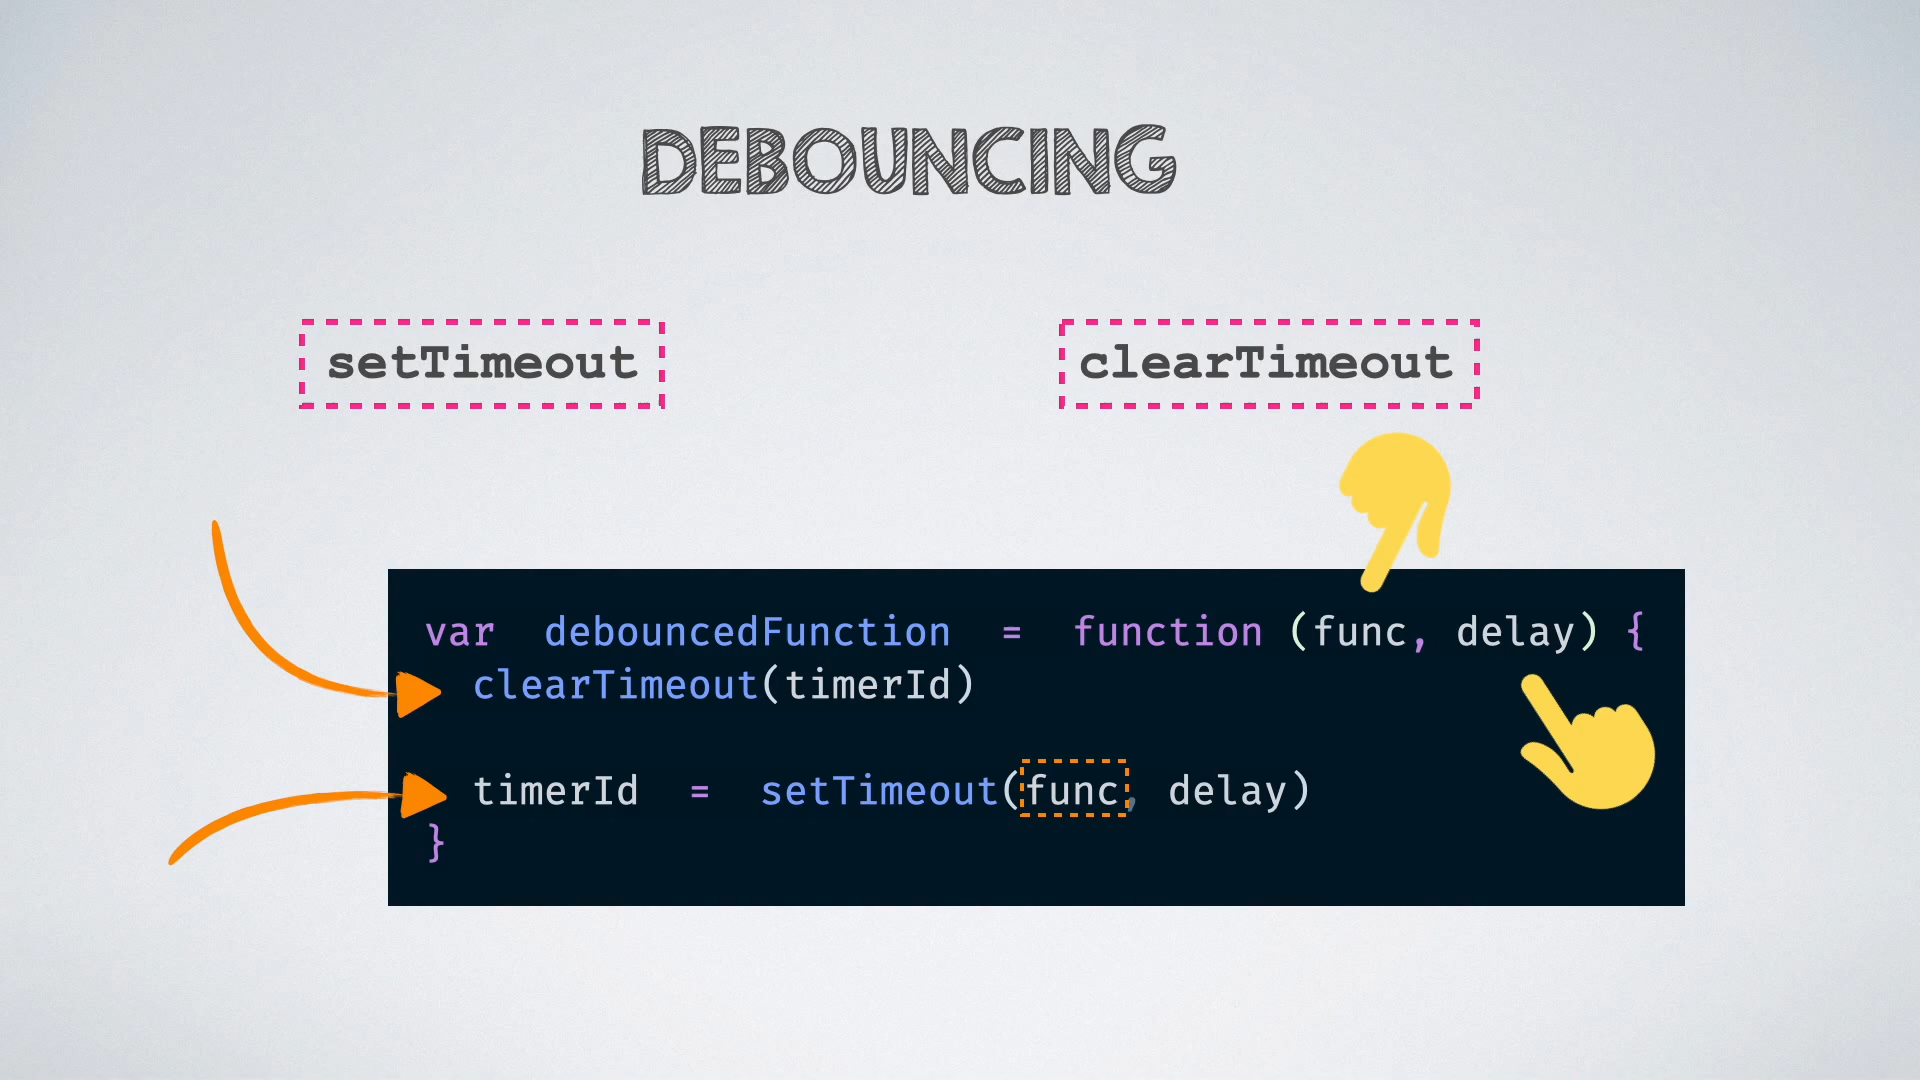 DEBOUNCING
setTimeout
clearTimeout
var debouncedFunction = function (func, delay) {
clearTimeout(timerId)
timerId = setTimeout(func, delay)
}